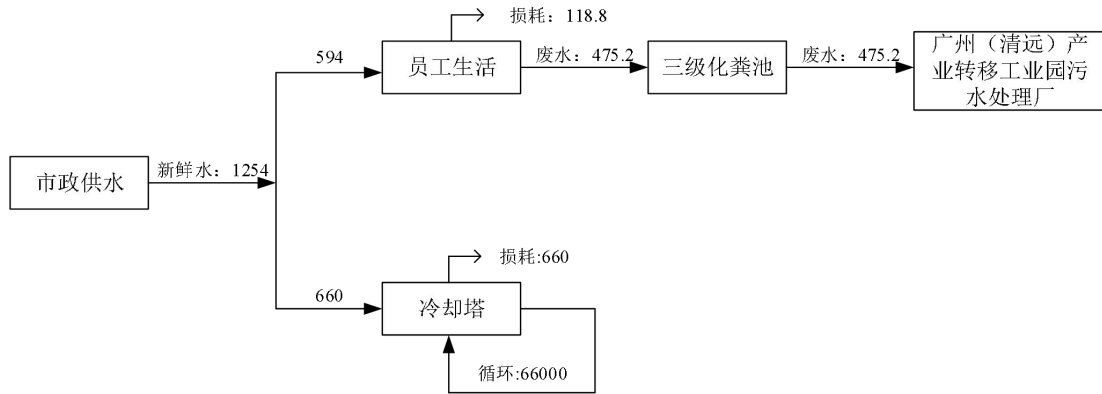 损耗：118.8
594
员工生活
废水：475.2
三级化粪池
废水：475.2
广州（清远）产
业转移工业园污
水处理厂
市政供水
新鲜水：1254
损耗:660
660
冷却塔
循环:66000